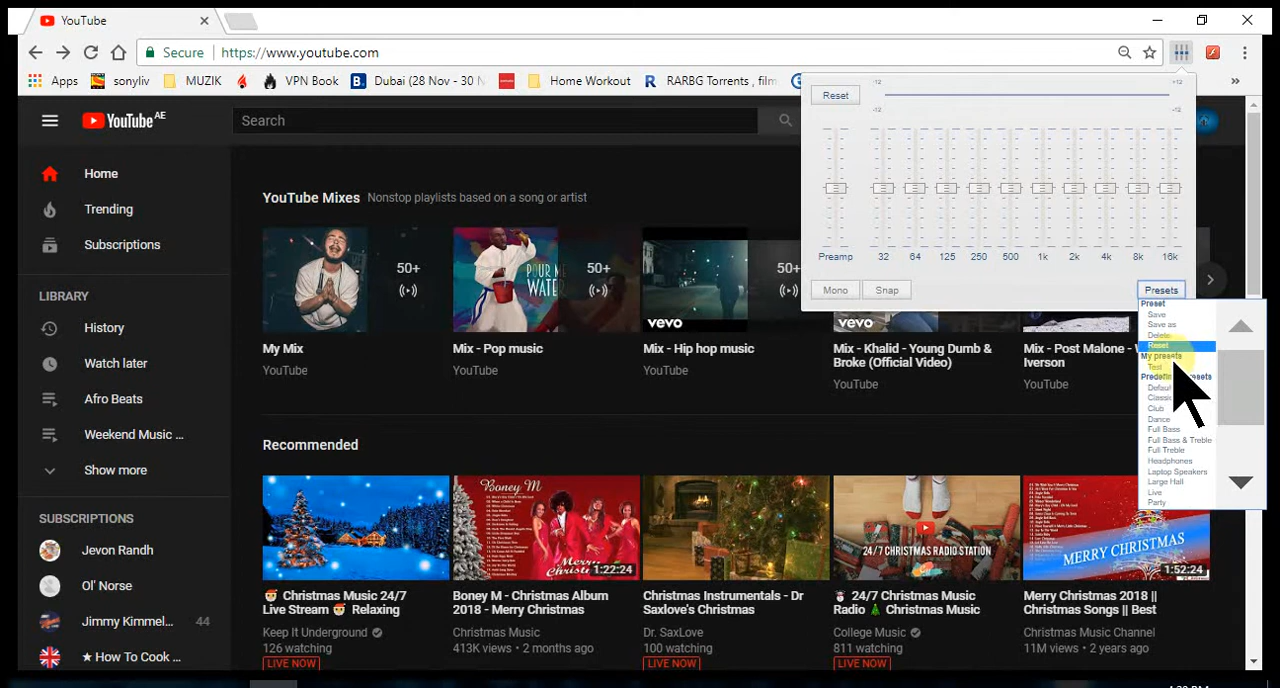 YouTube
Secure
https://www.youtube.com
Apps
sonyliv
MUZIK
VPN Book
Dubai (28 Nov - 30 N
Home Workout
RARBG Torrents , film
»
YouTube AE
Search
Reset
-12
+12
-12
-12
Preamp
32
64
125
250
500
1k
2k
4k
8k
16k
Mono
Snap
Presets
Preset
Save
Save as
Delete
Reset
My presets
Test
Default
Classic
Club
Dance
Full Bass
Full Bass & Treble
Full Treble
Headphones
Laptop Speakers
Large Hall
Live
Party
Home
Trending
Subscriptions
LIBRARY
History
Watch later
Afro Beats
Weekend Music ...
Show more
SUBSCRIPTIONS
Jevon Randh
Ol' Norse
Jimmy Kimmel...
44
★ How To Cook ...
YouTube Mixes
Nonstop playlists based on a song or artist
50+
POUR ME
WATER
50+
vevo
50+
vevo
My Mix
YouTube
Mix - Pop music
YouTube
Mix - Hip hop music
YouTube
Mix - Khalid - Young Dumb &
Broke (Official Video)
YouTube
Mix - Post Malone -
Iverson
YouTube
Recommended
Boney M
Merry Christmas
1:22:24
24/7 CHRISTMAS RADIO STATION
MERRY CHRISTMAS
1:52:24
Christmas Music 24/7
Live Stream 🎅 Relaxing
Keep It Underground
126 watching
LIVE NOW
Boney M - Christmas Album
2018 - Merry Christmas
Christmas Music
413K views • 2 months ago
Christmas Instrumentals - Dr
Saxlove's Christmas
Dr. SaxLove
100 watching
LIVE NOW
24/7 Christmas Music
Radio 🎄 Christmas Music
College Music
811 watching
LIVE NOW
Merry Christmas 2018 ||
Christmas Songs || Best
Christmas Music Channel
11M views • 2 years ago